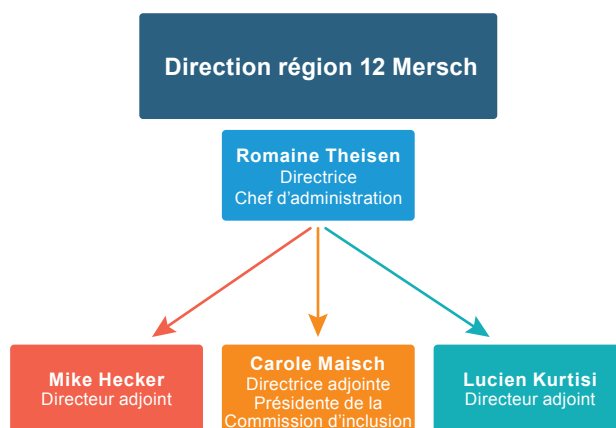 Direction région 12 Mersch
Romaine Theisen
Directrice
Chef d'administration
Mike Hecker
Directeur adjoint
Carole Maisch
Directrice adjointe
Présidente de la
Commission d'inclusion
Lucien Kurtisi
Directeur adjoint